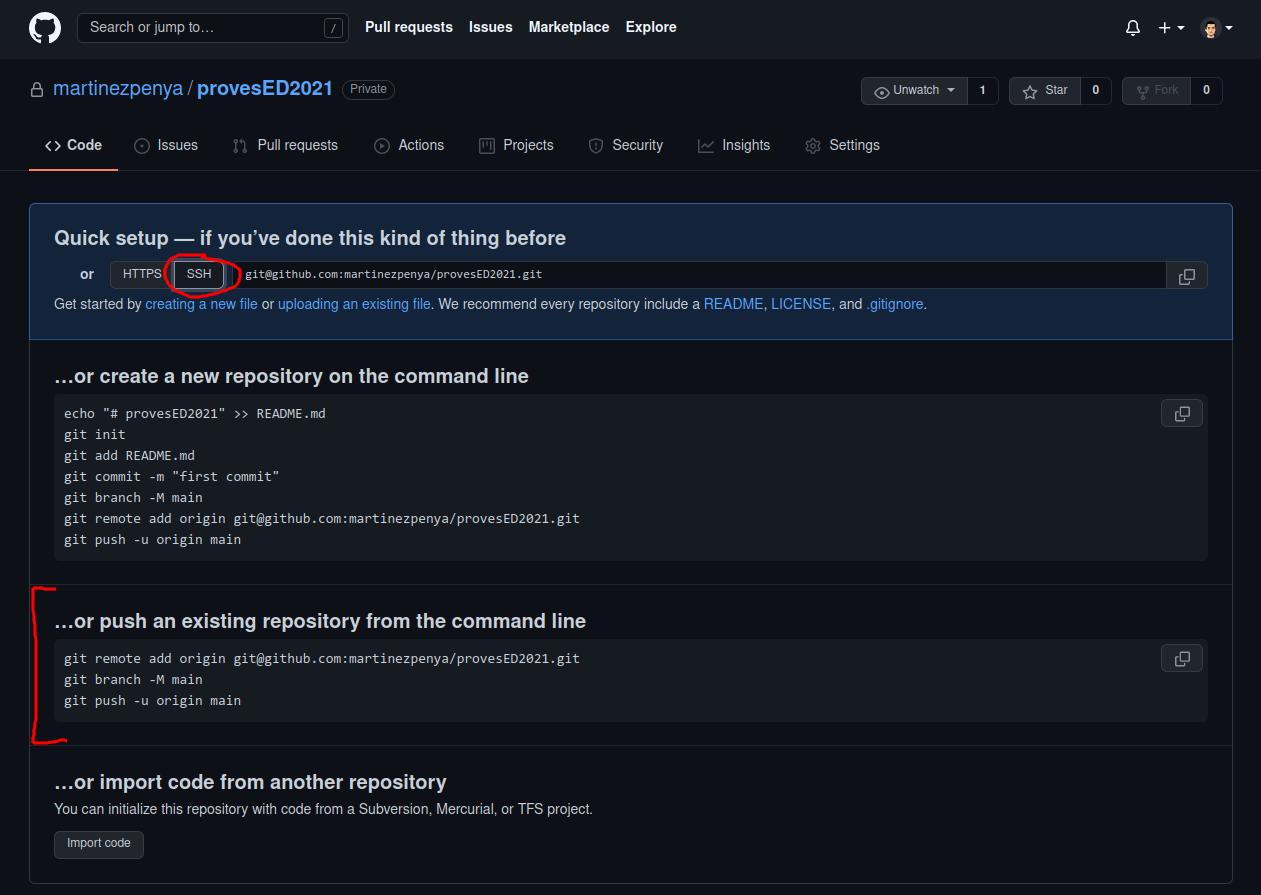 Search or jump to… /
Pull requests Issues Marketplace Explore
martinezpenya / provesED2021 Private
Unwatch 1 Star 0 Fork 0
Code Issues Pull requests Actions Projects Security Insights Settings
Quick setup — if you’ve done this kind of thing before
or HTTPS SSH git@github.com:martinezpenya/provesED2021.git
Get started by creating a new file or uploading an existing file. We recommend every repository include a README, LICENSE, and .gitignore.
…or create a new repository on the command line
echo "# provesED2021" >> README.md
git init
git add README.md
git commit -m "first commit"
git branch -M main
git remote add origin git@github.com:martinezpenya/provesED2021.git
git push -u origin main
…or push an existing repository from the command line
git remote add origin git@github.com:martinezpenya/provesED2021.git
git branch -M main
git push -u origin main
…or import code from another repository
You can initialize this repository with code from a Subversion, Mercurial, or TFS project.
Import code